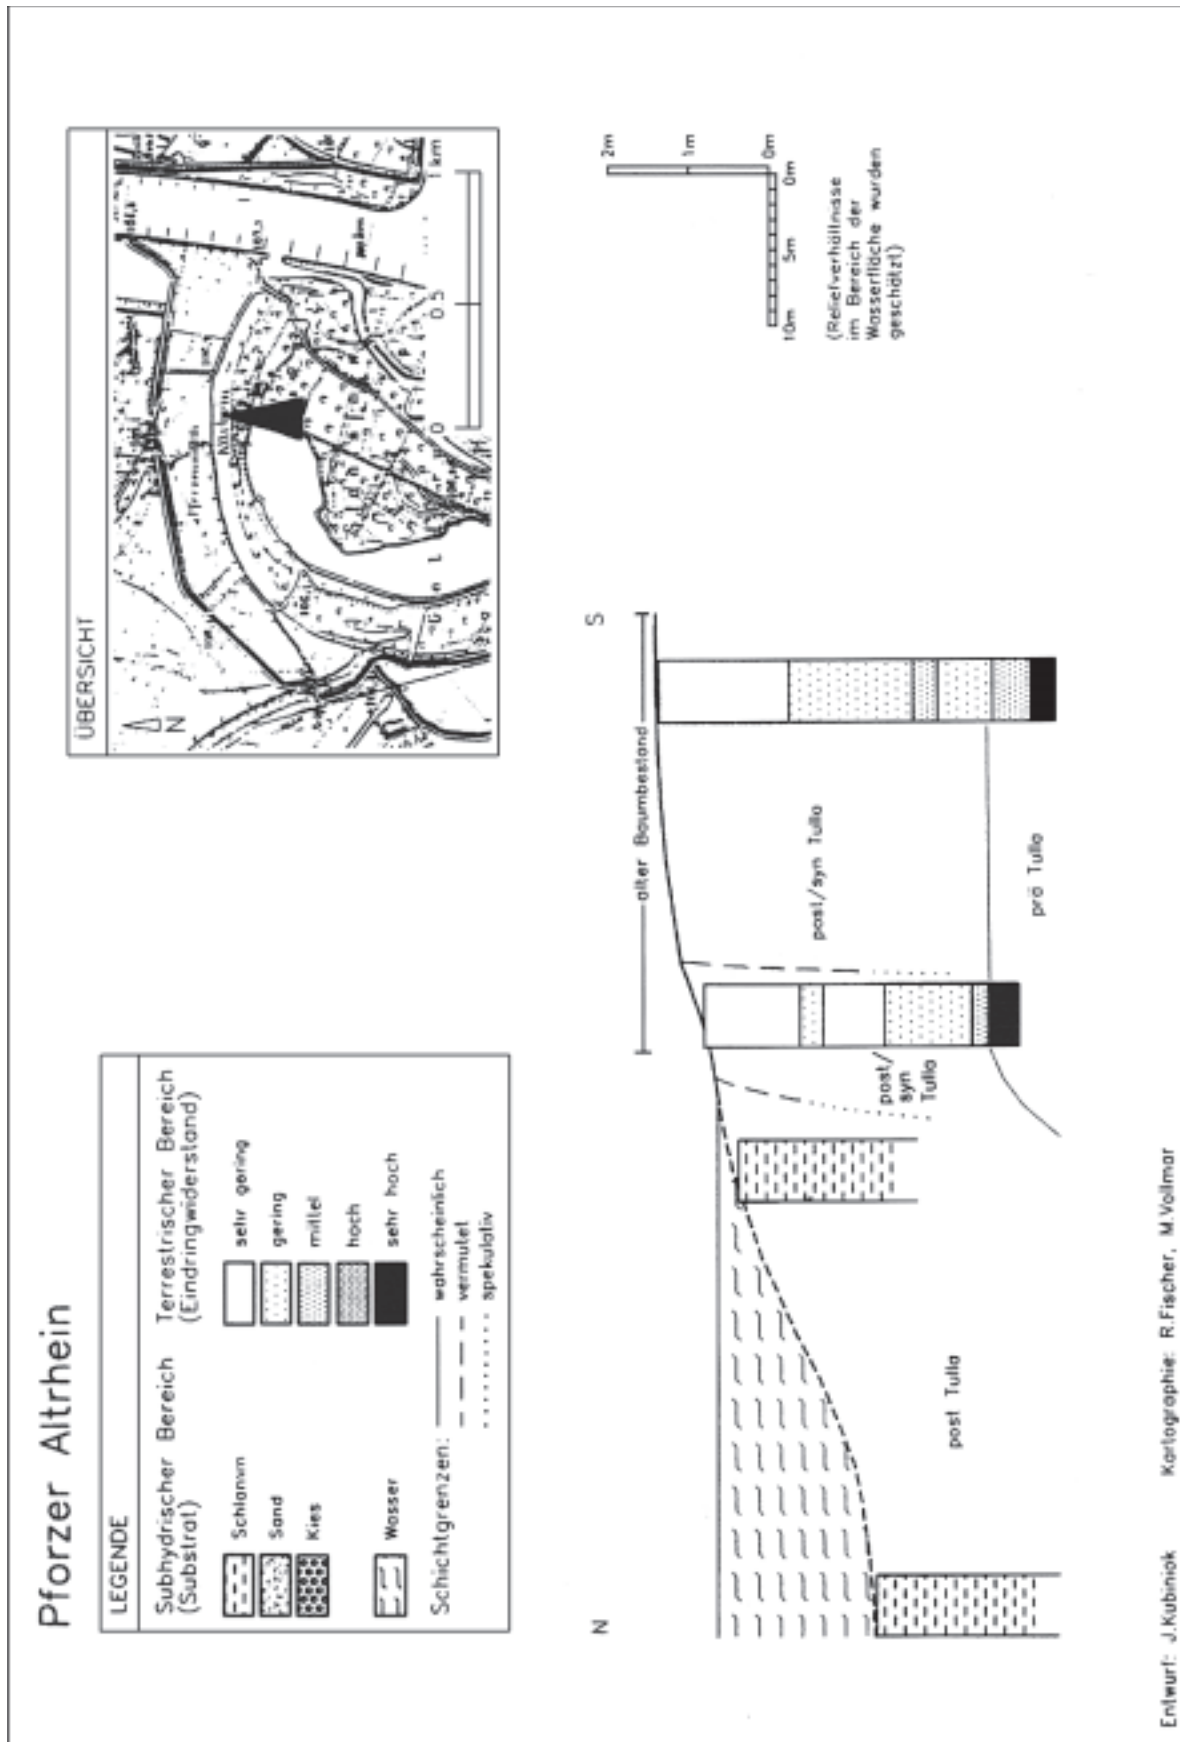 Pforzer Altrhein
LEGENDE
Subhydrischer Bereich
(Substrat)
Schlamm
Sand
Kies
Wasser
Terrestrischer Bereich
(Eindringwiderstand)
sehr gering
gering
mittel
hoch
sehr hoch
Schichtgrenzen:
wahrscheinlich
vermutet
spekulativ
ÜBERSICHT
N
0
0.5
1 km
N
S
alter Baumbestand
post Tulla
post/
syn
Tulla
post/syn Tulla
prä Tulla
2m
1m
0m
10m
5m
0m
(Reliefverhältnisse
im Bereich der
Wasserfläche wurden
geschätzt)
Entwurf: J.Kubiniok
Kartographie: R.Fischer, M.Vollmar